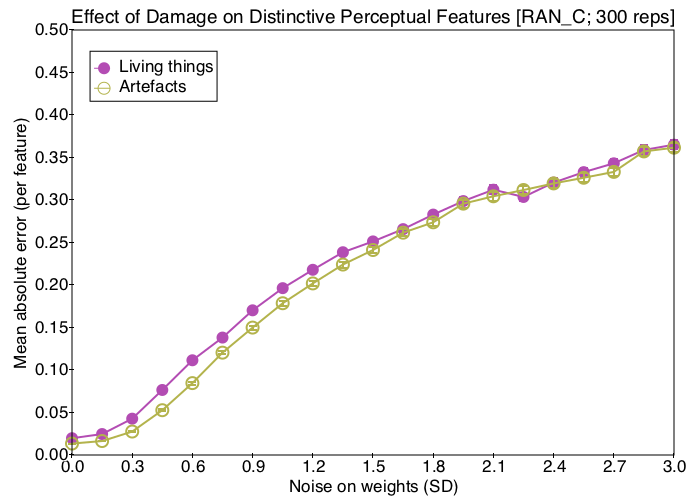 Effect of Damage on Distinctive Perceptual Features [RAN_C; 300 reps]
0.50
0.45
0.40
0.35
0.30
0.25
0.20
0.15
0.10
0.05
0.00
Mean absolute error (per feature)
Living things
Artefacts
0.0 0.3 0.6 0.9 1.2 1.5 1.8 2.1 2.4 2.7 3.0
Noise on weights (SD)